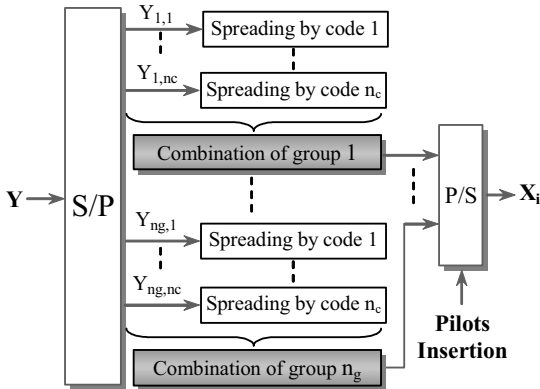 Y1,1
Spreading by code 1
Y1,nc
Spreading by code nc
Combination of group 1
Y
S/P
P/S
Xi
Yng,1
Spreading by code 1
Yng,nc
Spreading by code nc
Pilots
Insertion
Combination of group ng